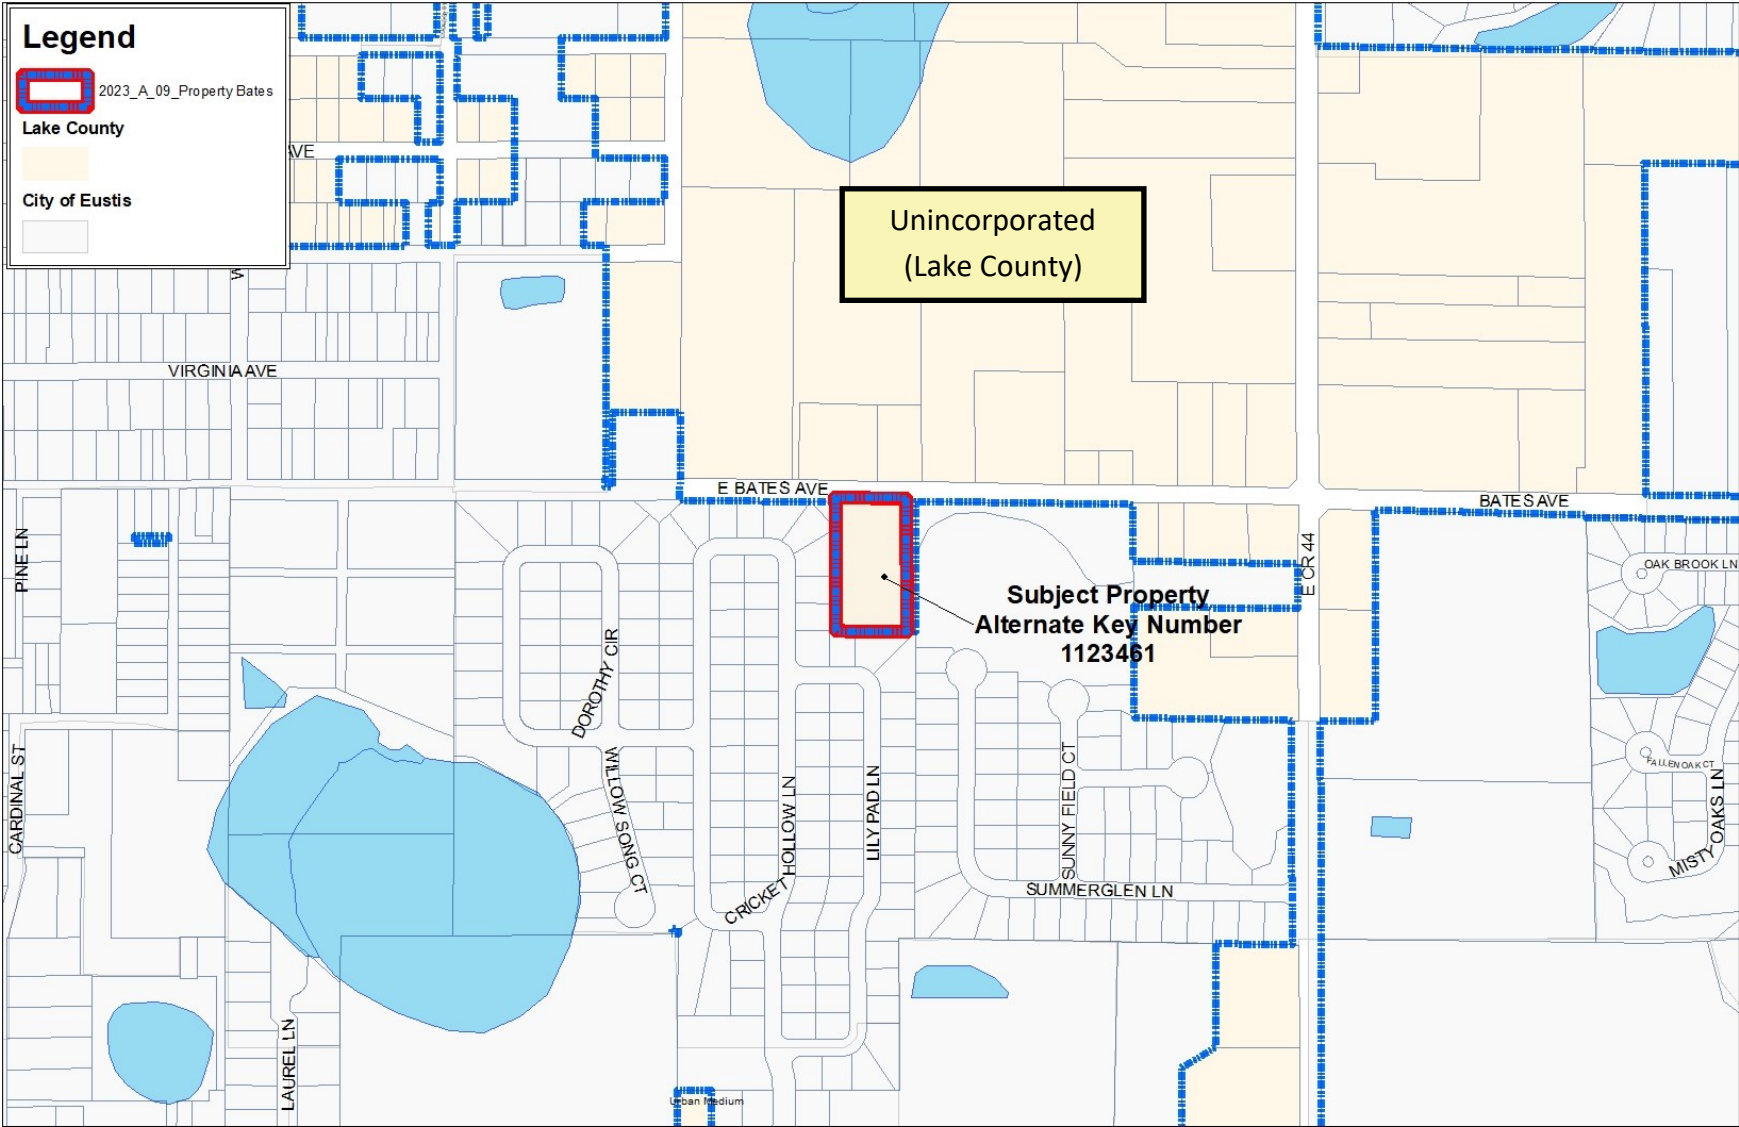 Legend
2023_A_09_Property Bates
Lake County
City of Eustis
AVE
W
Unincorporated
(Lake County)
VIRGINIA AVE
E BATES AVE
BATES AVE
PINE LN
E CR 44
OAK BROOK LN
Subject Property
Alternate Key Number
1123461
DOROTHY CIR
CARDINAL ST
WILLOW SONG CT
HOLLOW LN
CRICKET
LILY PAD LN
SUNNY FIELD CT
FALLEN OAK CT
MISTY OAKS LN
SUMMERGLEN LN
LAUREL LN
Urban Medium